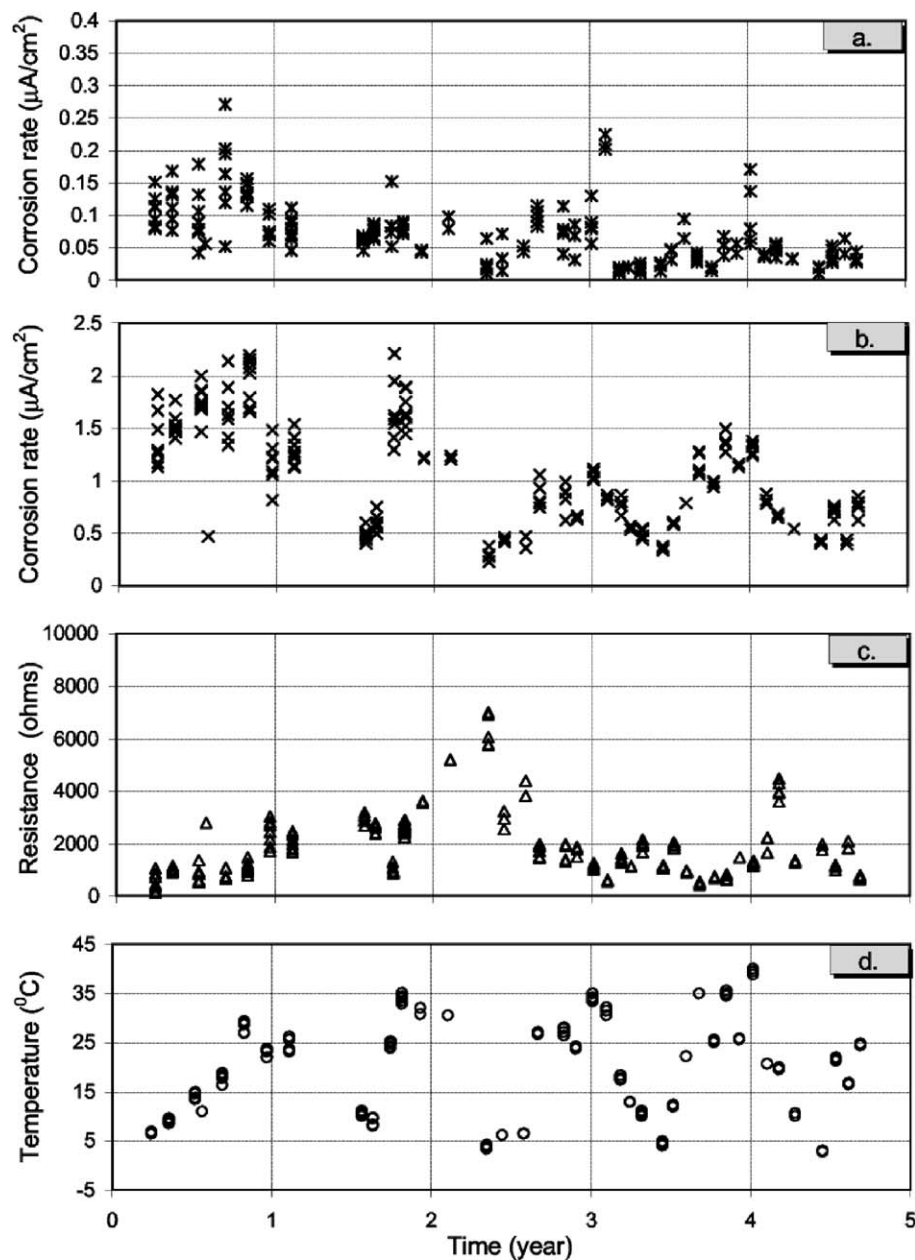 a.
Corrosion rate (μA/cm²)
0.4
0.35
0.3
0.25
0.2
0.15
0.1
0.05
0
b.
Corrosion rate (μA/cm²)
2.5
2
1.5
1
0.5
0
c.
Resistance (ohms)
10000
8000
6000
4000
2000
0
d.
Temperature (⁰C)
45
35
25
15
5
-5
0 1 2 3 4 5
Time (year)